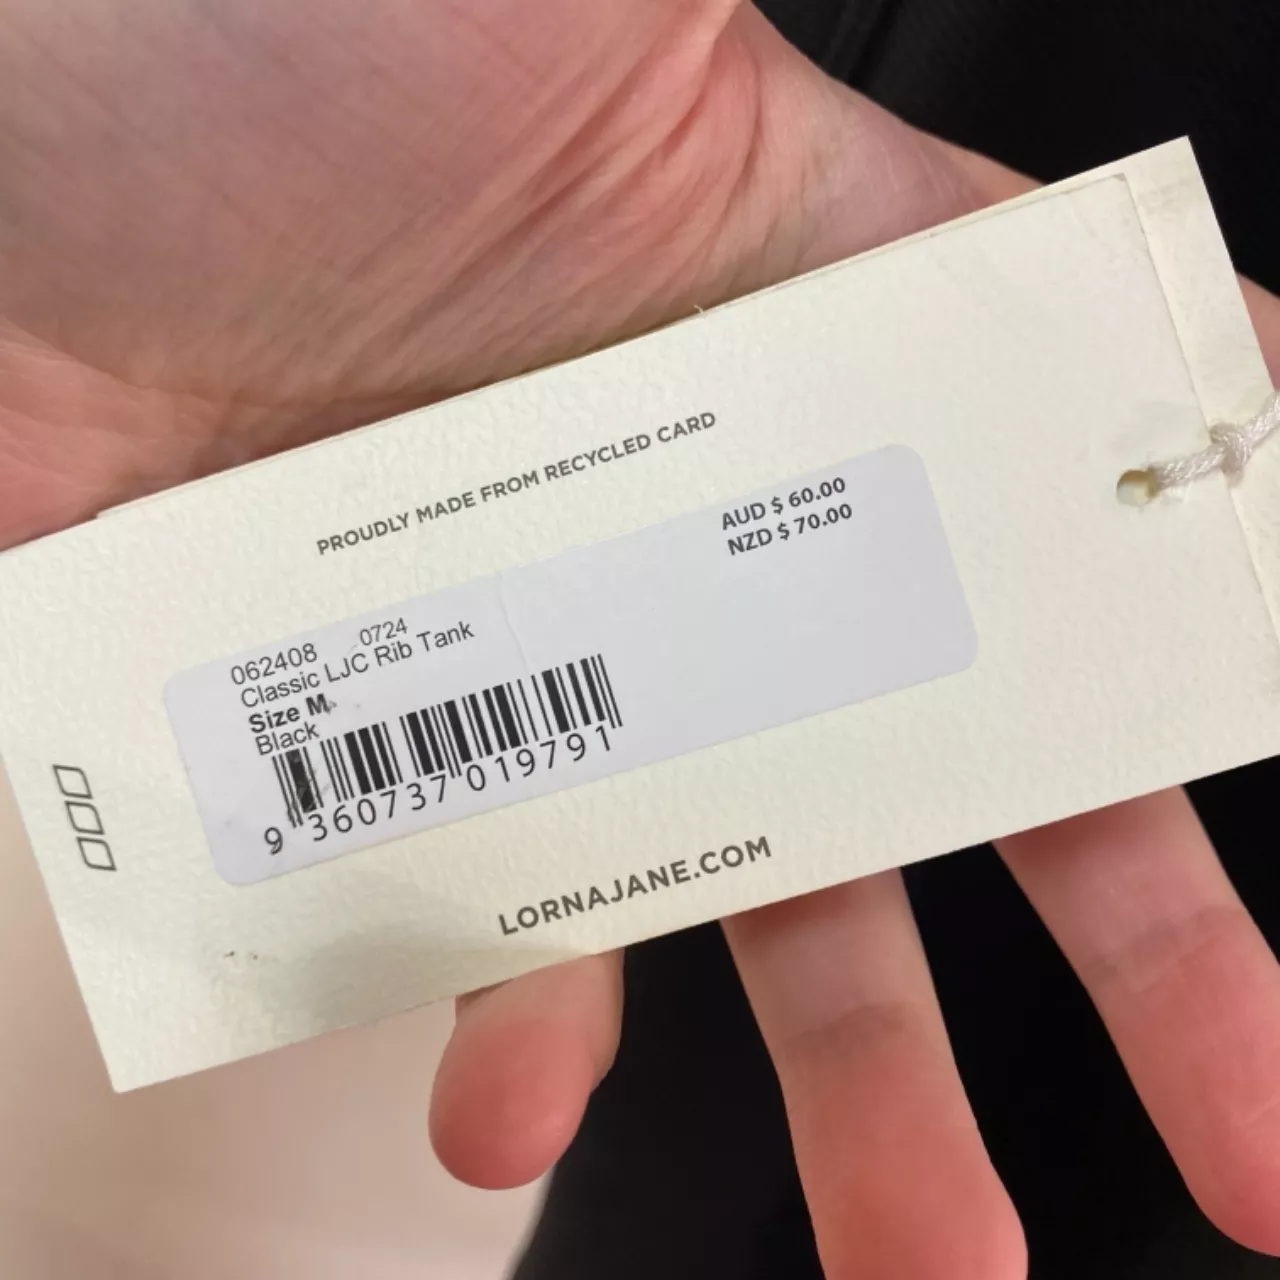 PROUDLY MADE FROM RECYCLED CARD
AUD $ 60.00
NZD $ 70.00
062408 0724
Classic LJC Rib Tank
Size M
Black
9 360737 019791
LORNAJANE.COM